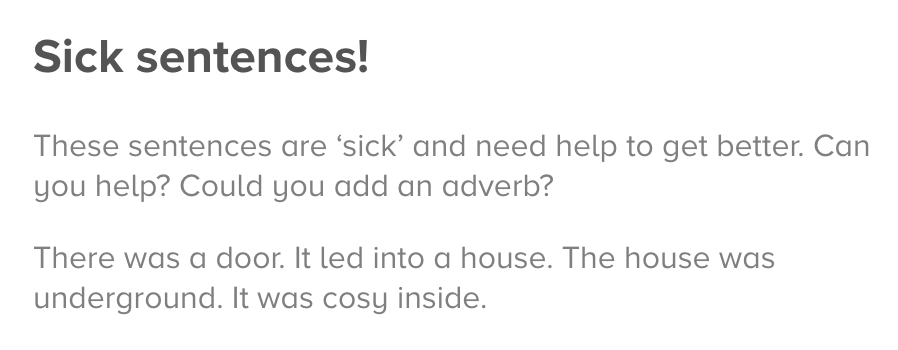 Sick sentences!
These sentences are ‘sick’ and need help to get better. Can
you help? Could you add an adverb?
There was a door. It led into a house. The house was
underground. It was cosy inside.